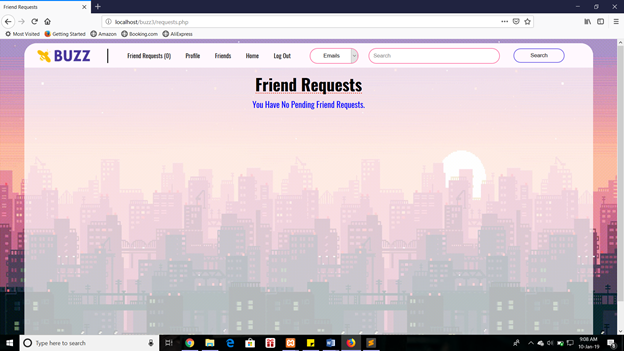 Friend Requests
localhost/buzz3/requests.php
Most Visited Getting Started Amazon Booking.com AliExpress
BUZZ Friend Requests (0) Profile Friends Home Log Out Emails Search Search
Friend Requests
You Have No Pending Friend Requests.
Type here to search
9:08 AM
10-Jan-19